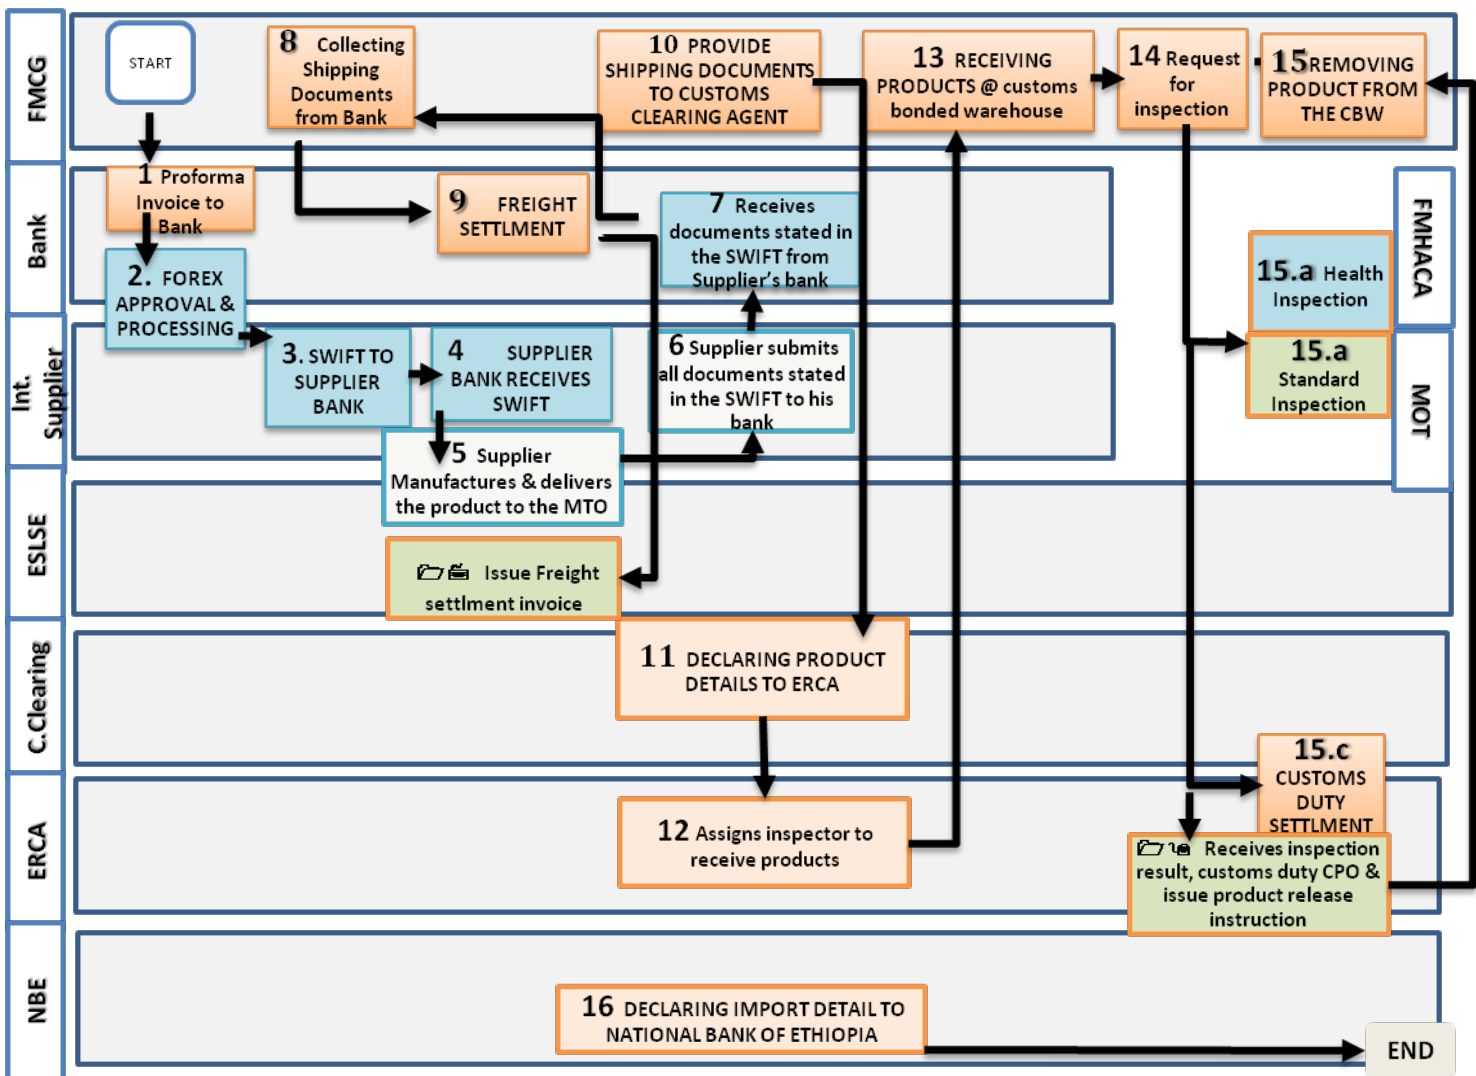 FMCG
START
8 Collecting
Shipping
Documents
from Bank
10 PROVIDE
SHIPPING DOCUMENTS
TO CUSTOMS
CLEARING AGENT
13 RECEIVING
PRODUCTS @ customs
bonded warehouse
14 Request
for
inspection
15 REMOVING
PRODUCT FROM
THE CBW
Bank
1 Proforma
Invoice to
Bank
2. FOREX
APPROVAL &
PROCESSING
9 FREIGHT
SETTLMENT
7 Receives
documents stated in
the SWIFT from
Supplier's bank
FMHACA
15.a Health
Inspection
Int.
Supplier
3. SWIFT TO
SUPPLIER
BANK
4 SUPPLIER
BANK RECEIVES
SWIFT
6 Supplier submits
all documents stated
in the SWIFT to his
bank
MOT
15.a
Standard
Inspection
5 Supplier
Manufactures & delivers
the product to the MTO
ESLSE
Issue Freight
settlment invoice
C.Clearing
11 DECLARING PRODUCT
DETAILS TO ERCA
ERCA
12 Assigns inspector to
receive products
15.c
CUSTOMS
DUTY
SETTLMENT
Receives inspection
result, customs duty CPO &
issue product release
instruction
NBE
16 DECLARING IMPORT DETAIL TO
NATIONAL BANK OF ETHIOPIA
END